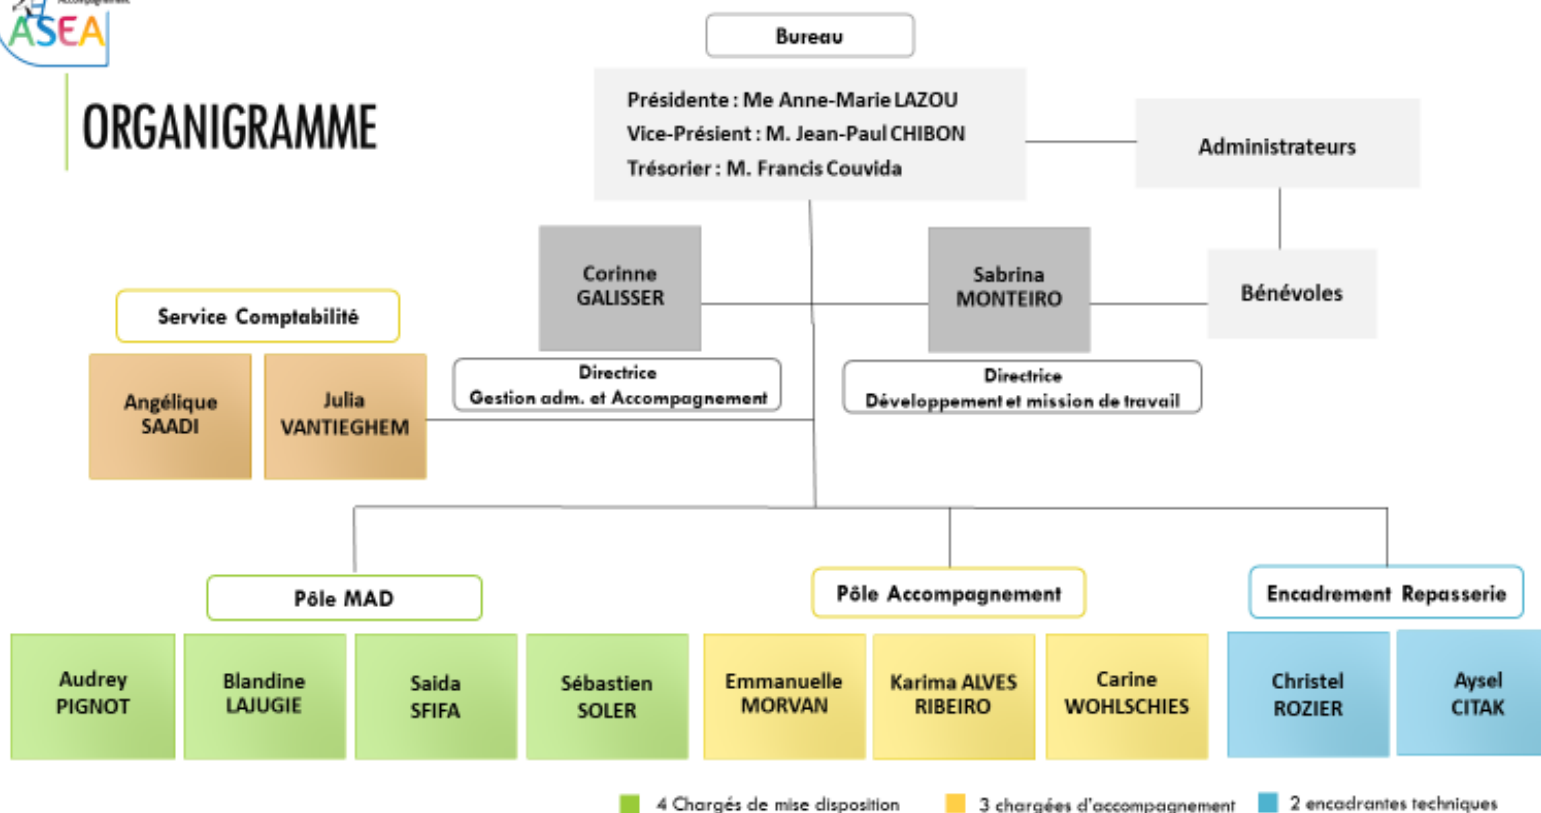 Accompagnement
ASEA
ORGANIGRAMME
Bureau
Présidente : Me Anne-Marie LAZOU
Vice-Présient : M. Jean-Paul CHIBON
Trésorier : M. Francis Couvida
Administrateurs
Bénévoles
Corinne
GALISSER
Directrice
Gestion adm. et Accompagnement
Sabrina
MONTEIRO
Directrice
Développement et mission de travail
Service Comptabilité
Angélique
SAADI
Julia
VANTIEGHEM
Pôle MAD
Audrey
PIGNOT
Blandine
LAJUGIE
Saida
SFIFA
Sébastien
SOLER
Pôle Accompagnement
Emmanuelle
MORVAN
Karima ALVES
RIBEIRO
Carine
WOHLSCHIES
Encadrement Repasserie
Christel
ROZIER
Aysel
CITAK
4 Chargés de mise disposition
3 chargées d'accompagnement
2 encadrantes techniques